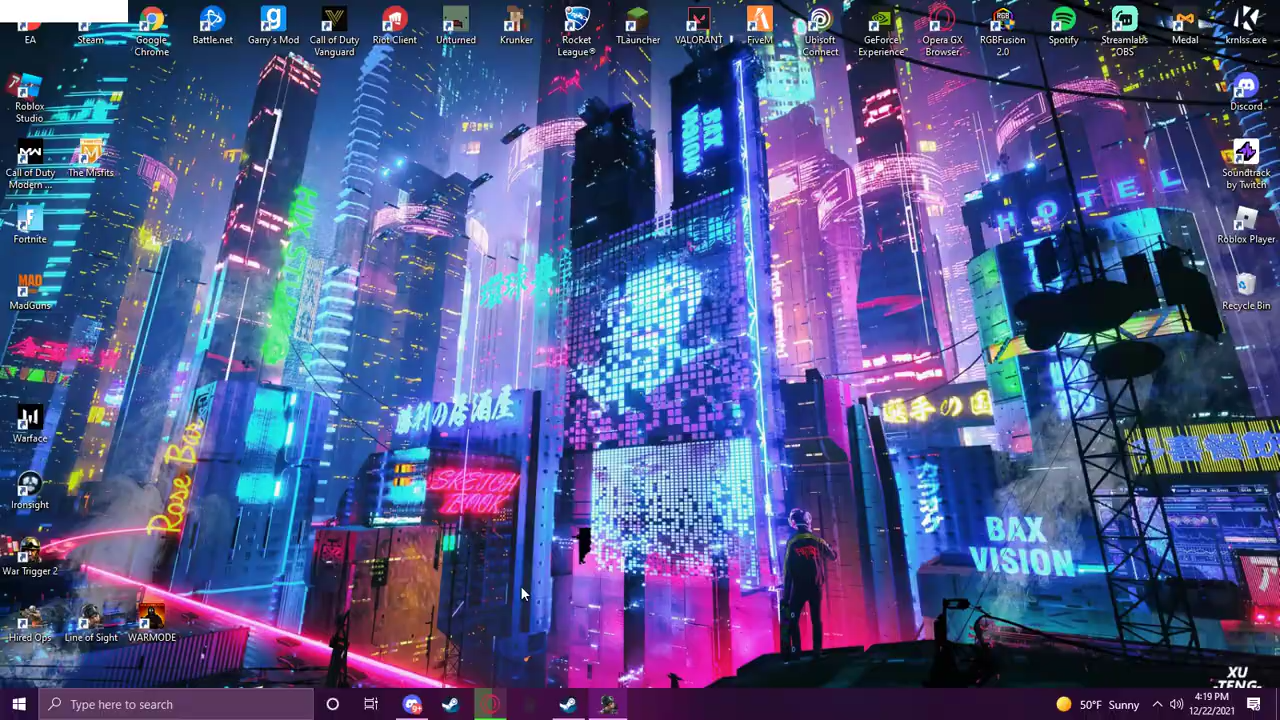 EA
Steam
Google
Chrome
Battle.net
Garry's Mod
Call of Duty
Vanguard
Riot Client
Unturned
Krunker
Rocket
League®
TLauncher
VALORANT
FiveM
Ubisoft
Connect
GeForce
Experience
Opera GX
Browser
RGB
RGBFusion
2.0
Spotify
Streamlabs
OBS
Medal
krnlss.exe
Roblox
Studio
Discord
Call of Duty
Modern ...
The Misfits
Soundtrack
by Twitch
Fortnite
Roblox Player
MAD
MadGuns
Recycle Bin
Warface
Ironsight
War Trigger 2
Hired Ops
Line of Sight
WARMODE
BAX
VISION
HOTEL
SKETCH
BOOK
BAX
VISION
XU
TENG
Type here to search
50°F Sunny
4:19 PM
12/22/2021